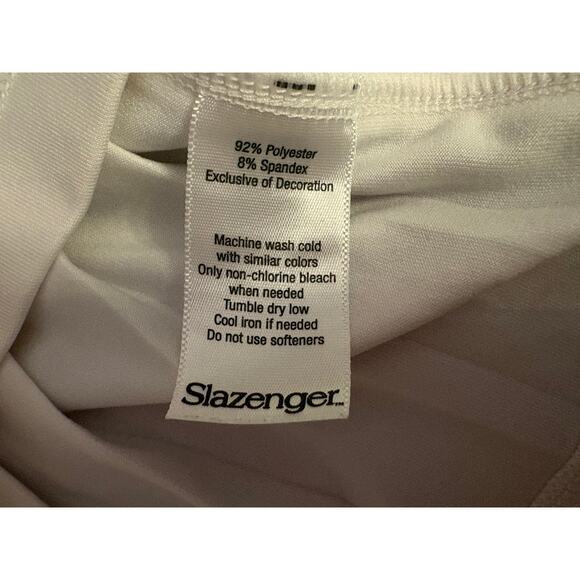 92% Polyester
8% Spandex
Exclusive of Decoration
Machine wash cold
with similar colors
Only non-chlorine bleach
when needed
Tumble dry low
Cool iron if needed
Do not use softeners
Slazenger™